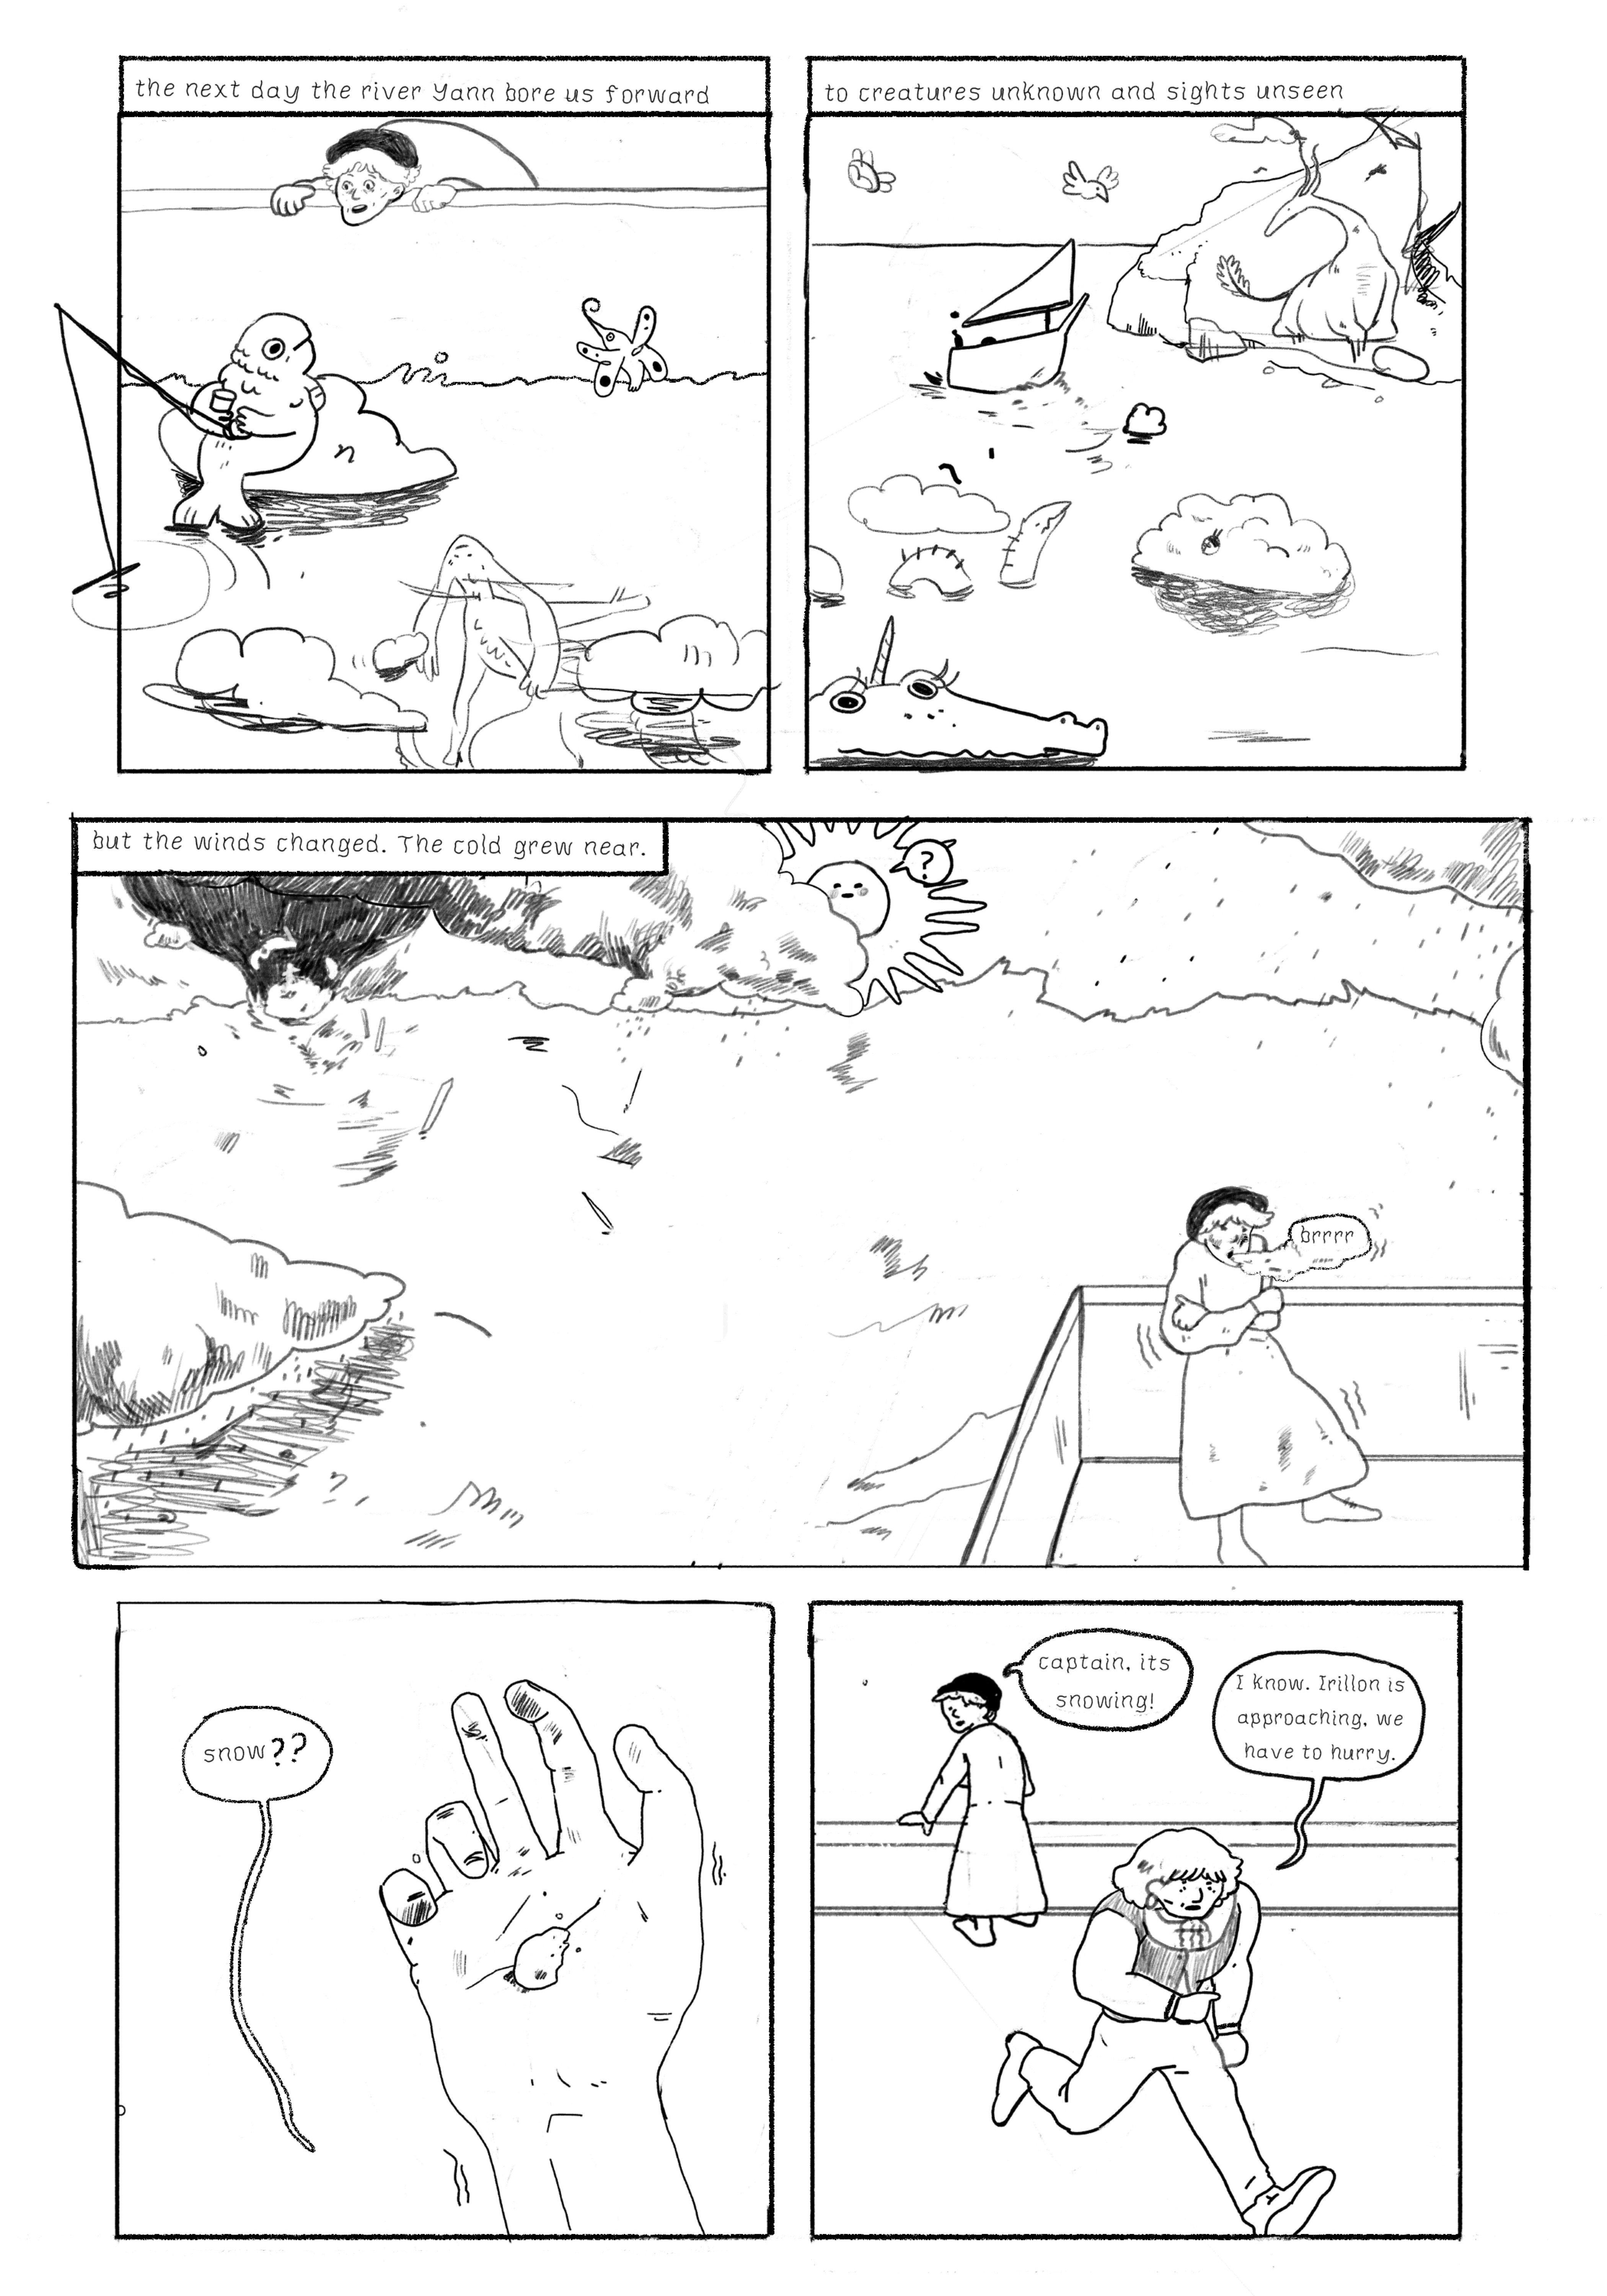 the next day the river Yann bore us forward
to creatures unknown and sights unseen
but the winds changed. The cold grew near.
?
brrrr
snow??
captain, its
snowing!
I know. Irillon is
approaching, we
have to hurry.